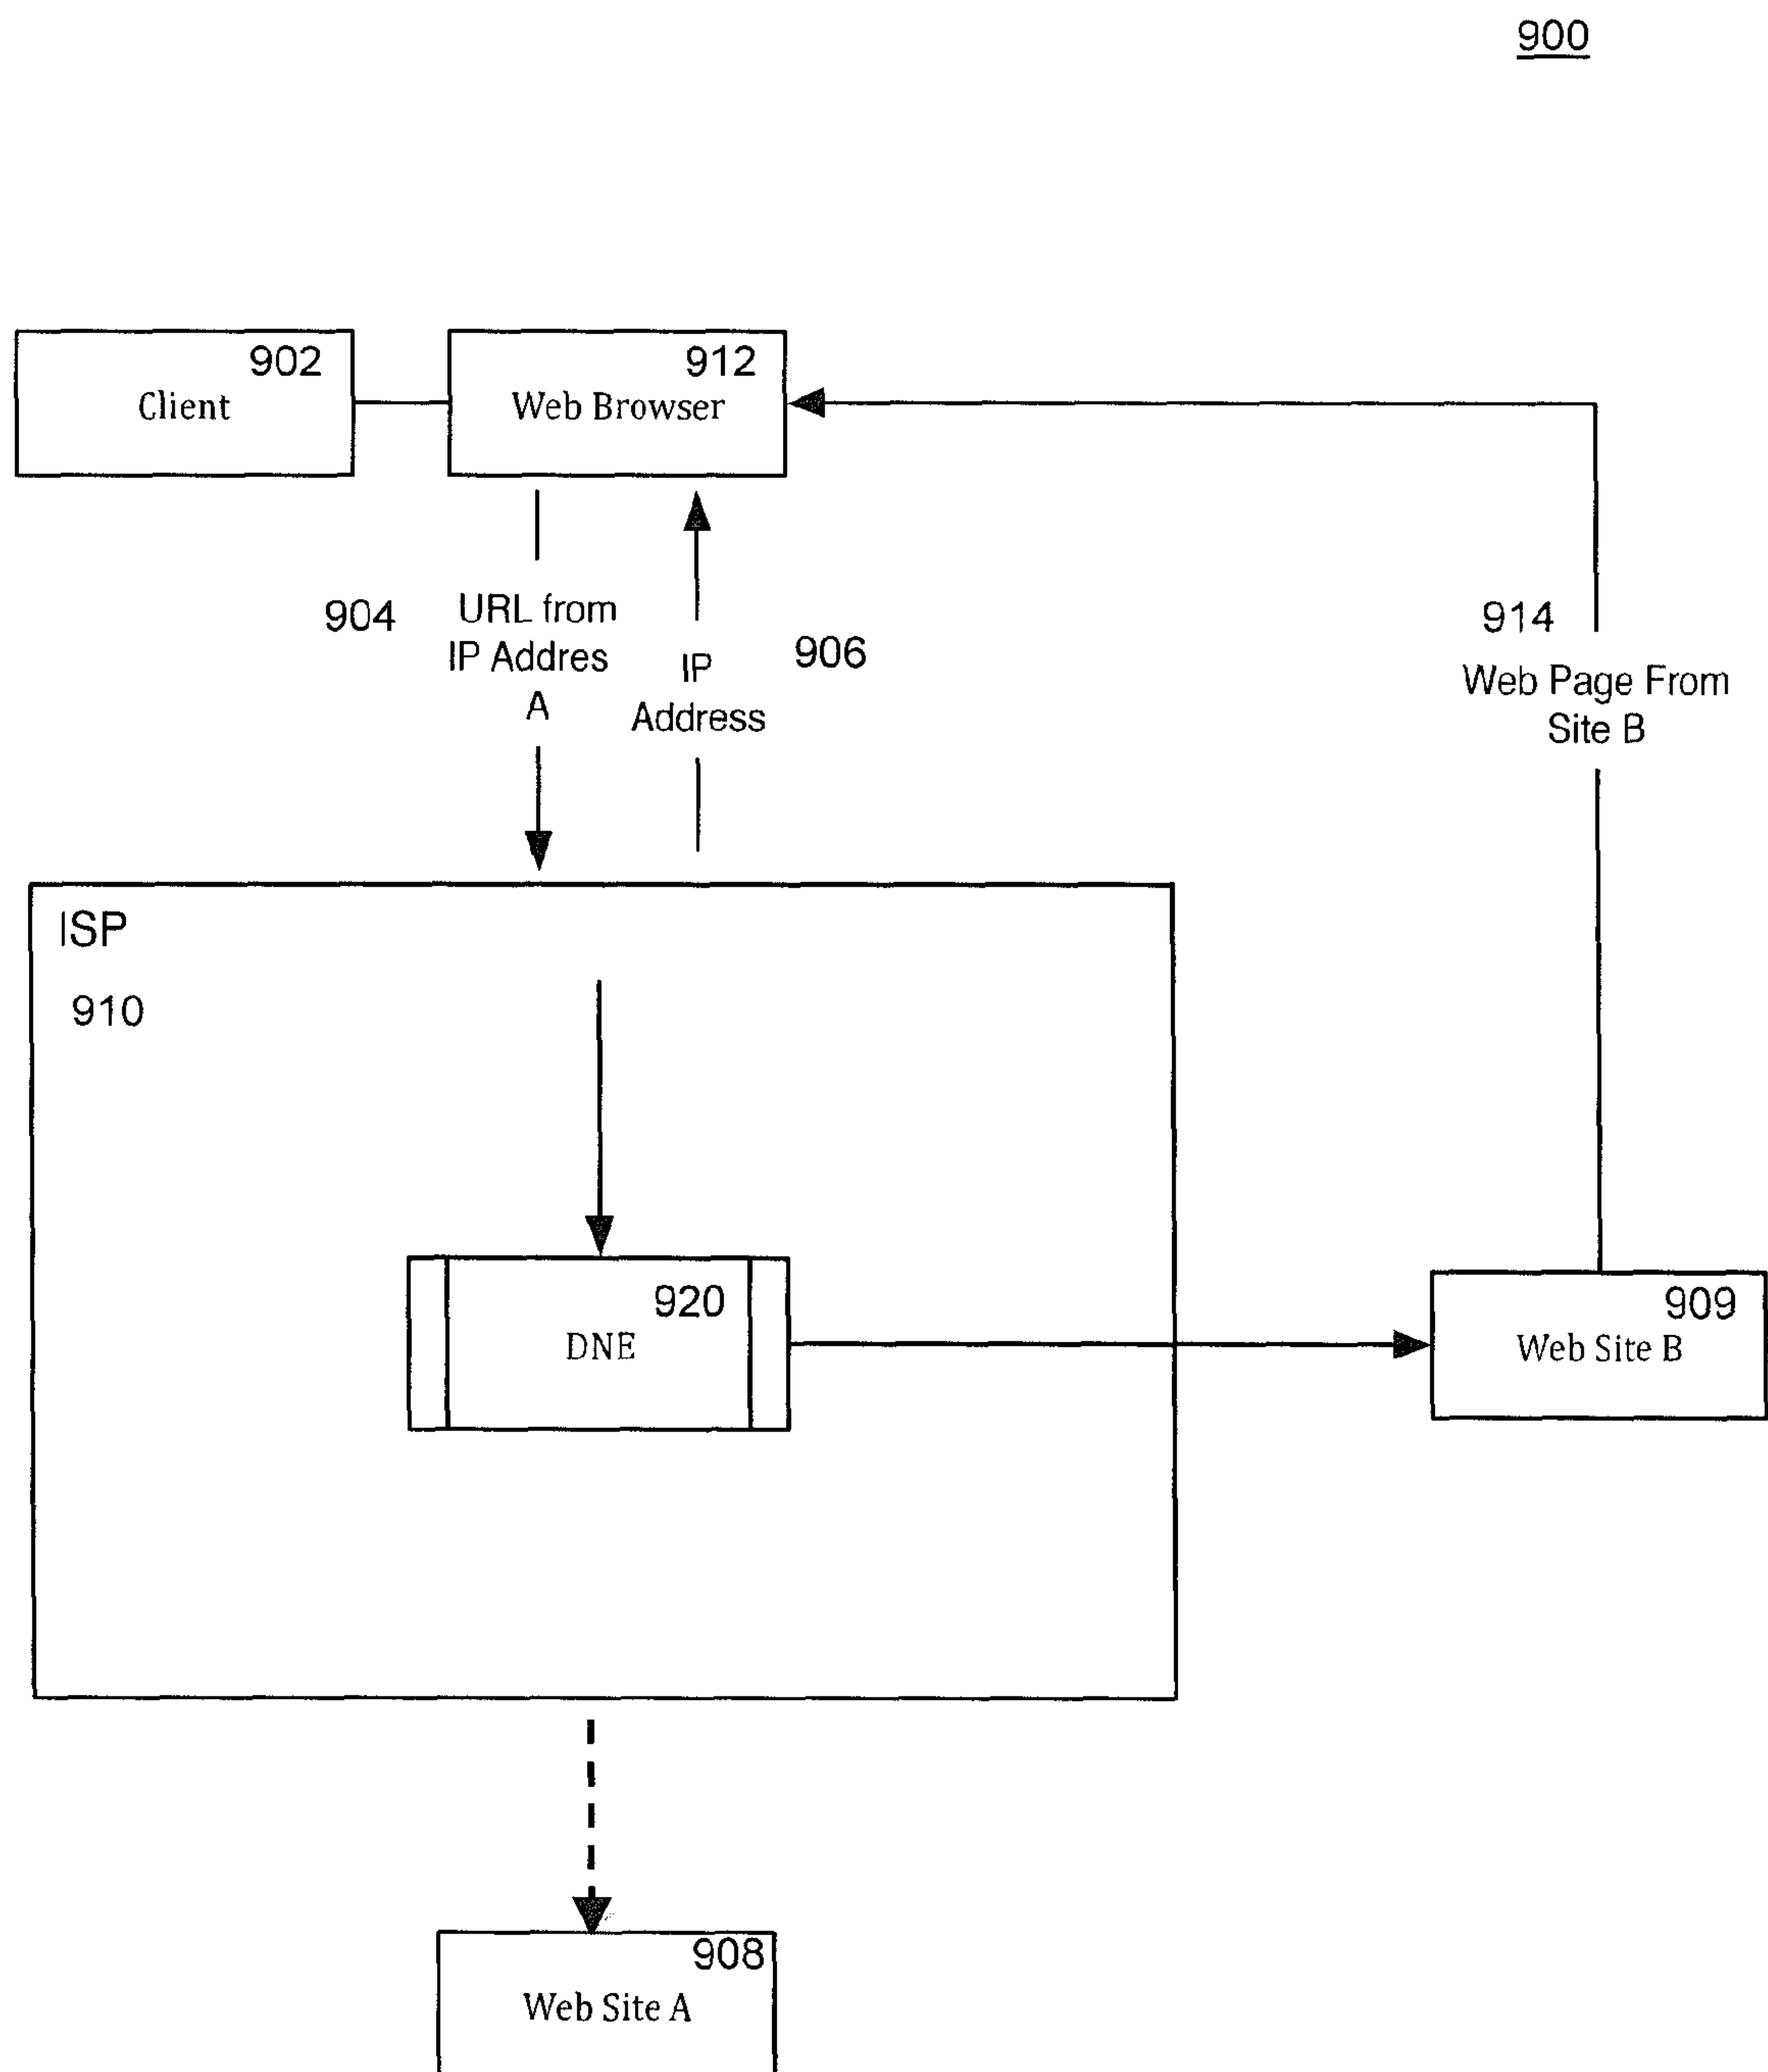 900
902
Client
912
Web Browser
904
URL from
IP Addres
A
IP
Address
906
914
Web Page From
Site B
ISP
910
920
DNE
909
Web Site B
908
Web Site A